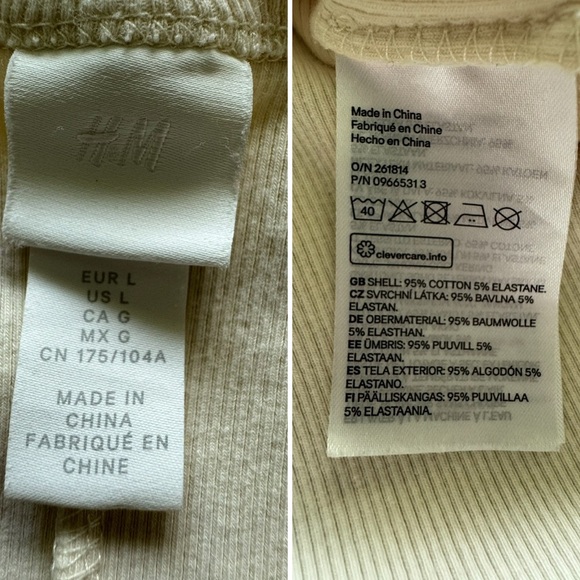 H&M
EUR L
US L
CA G
MX G
CN 175/104A
MADE IN
CHINA
FABRIQUÉ EN
CHINE
Made in China
Fabriqué en Chine
Hecho en China
O/N 261814
P/N 0966531 3
40
clevercare.info
GB SHELL: 95% COTTON 5% ELASTANE.
CZ SVRCHNÍ LÁTKA: 95% BAVLNA 5%
ELASTAN.
DE OBERMATERIAL: 95% BAUMWOLLE
5% ELASTHAN.
EE ÜMBRIS: 95% PUUVILL 5%
ELASTAAN.
ES TELA EXTERIOR: 95% ALGODÓN 5%
ELASTANO.
FI PÄÄLLISKANGAS: 95% PUUVILLAA
5% ELASTAANIA.